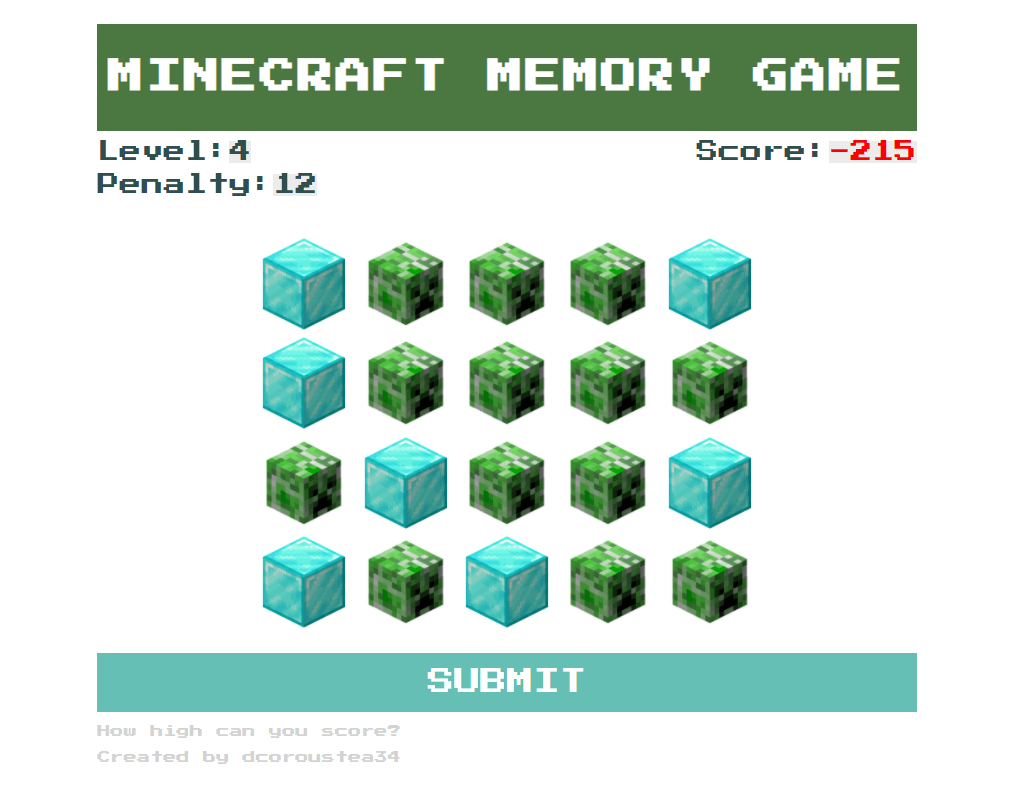 MINECRAFT MEMORY GAME
Level: 4
Score: -215
Penalty: 12
SUBMIT
How high can you score?
Created by dcoroustea34